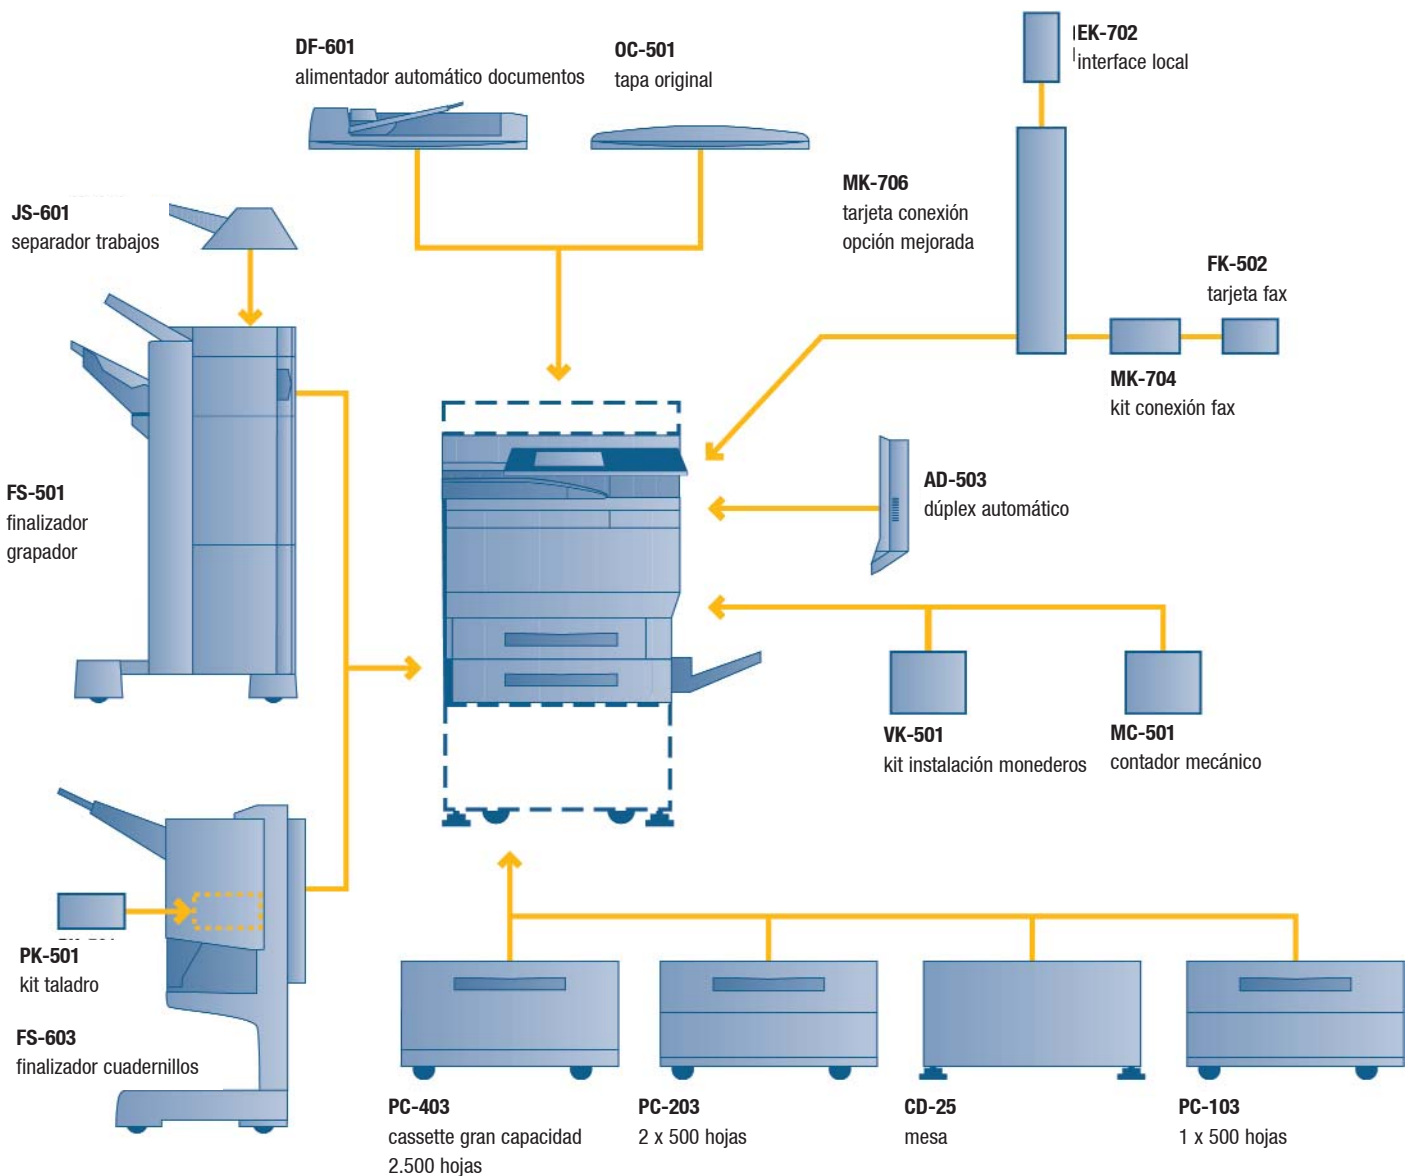 DF-601
alimentador automático documentos
OC-501
tapa original
EK-702
interface local
JS-601
separador trabajos
MK-706
tarjeta conexión
opción mejorada
FK-502
tarjeta fax
MK-704
kit conexión fax
FS-501
finalizador
grapador
AD-503
dúplex automático
VK-501
kit instalación monederos
MC-501
contador mecánico
PK-501
kit taladro
FS-603
finalizador cuadernillos
PC-403
cassette gran capacidad
2.500 hojas
PC-203
2 x 500 hojas
CD-25
mesa
PC-103
1 x 500 hojas